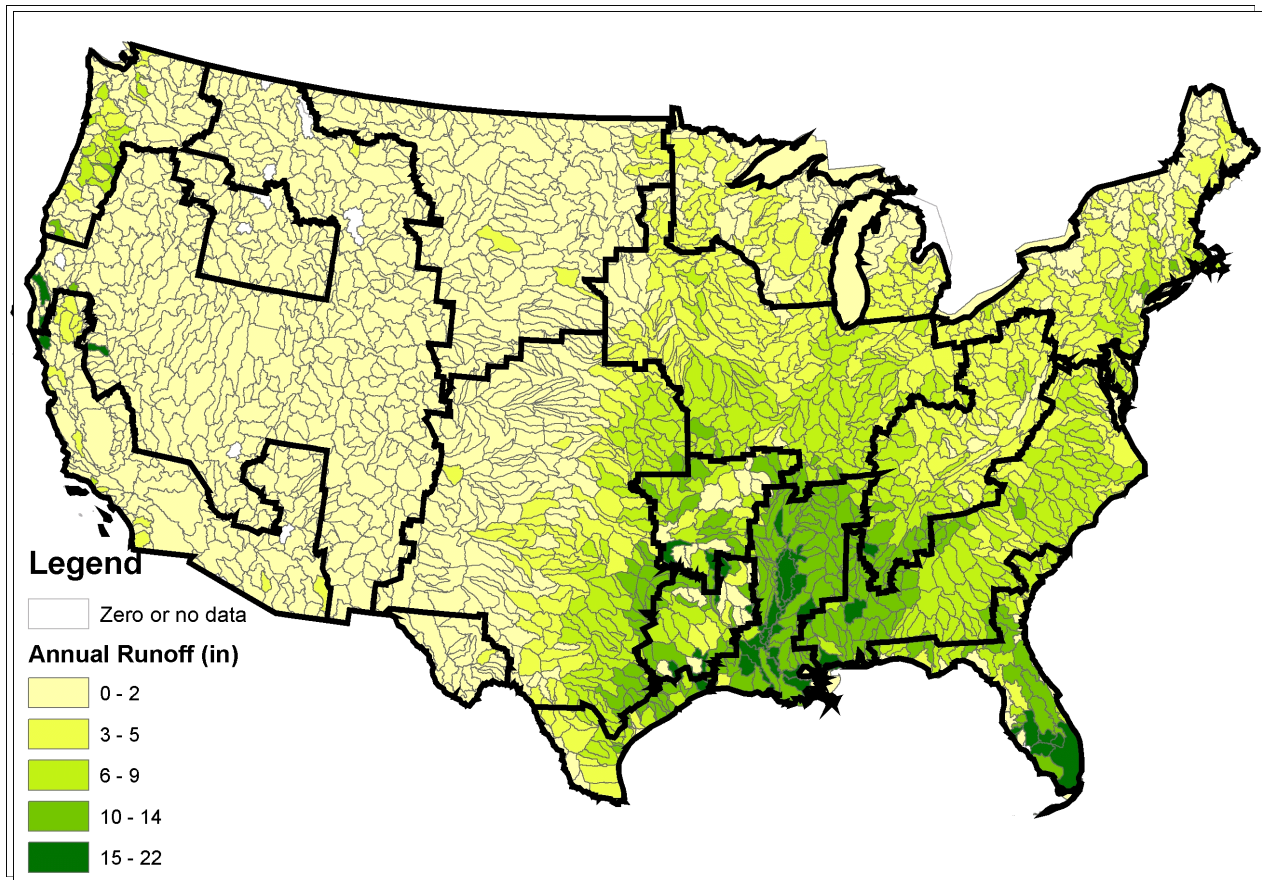 Legend
Zero or no data
Annual Runoff (in)
0 - 2
3 - 5
6 - 9
10 - 14
15 - 22